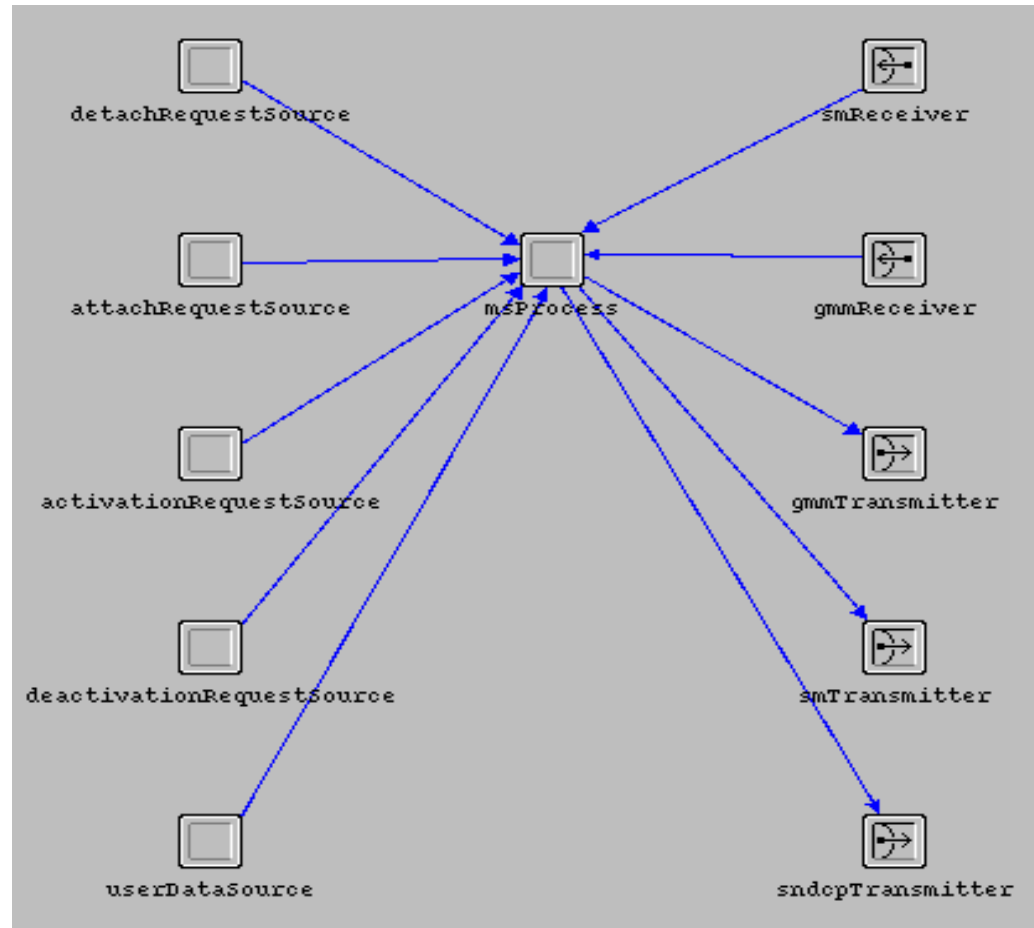 detachRequestSource
smReceiver
attachRequestSource
msProcess
gmmReceiver
activationRequestSource
gmmTransmitter
deactivationRequestSource
smTransmitter
userDataSource
sndcpTransmitter